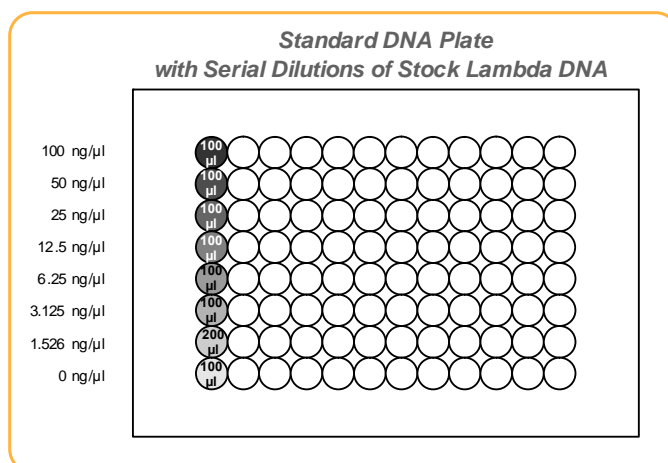 Standard DNA Plate
with Serial Dilutions of Stock Lambda DNA
100 ng/µl
100
µl
50 ng/µl
100
µl
25 ng/µl
100
µl
12.5 ng/µl
100
µl
6.25 ng/µl
100
µl
3.125 ng/µl
100
µl
1.526 ng/µl
200
µl
0 ng/µl
100
µl